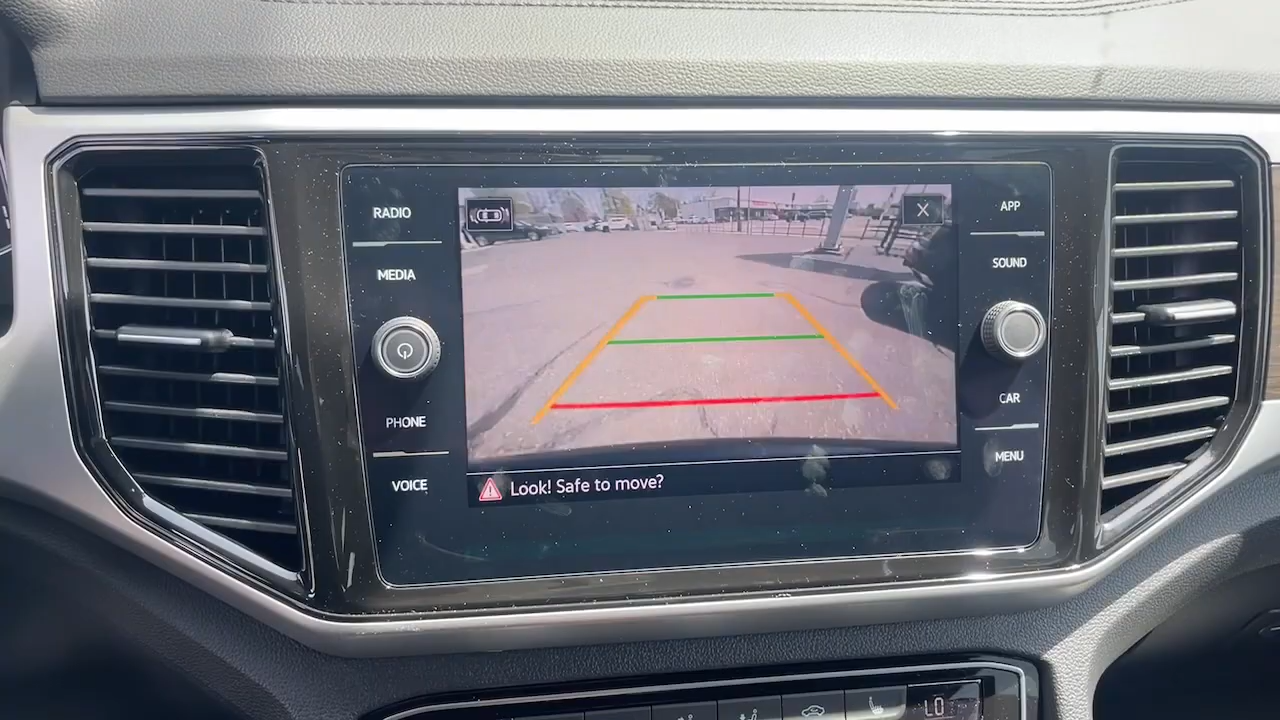 RADIO
MEDIA
PHONE
VOICE
X
Look! Safe to move?
APP
SOUND
CAR
MENU
LO